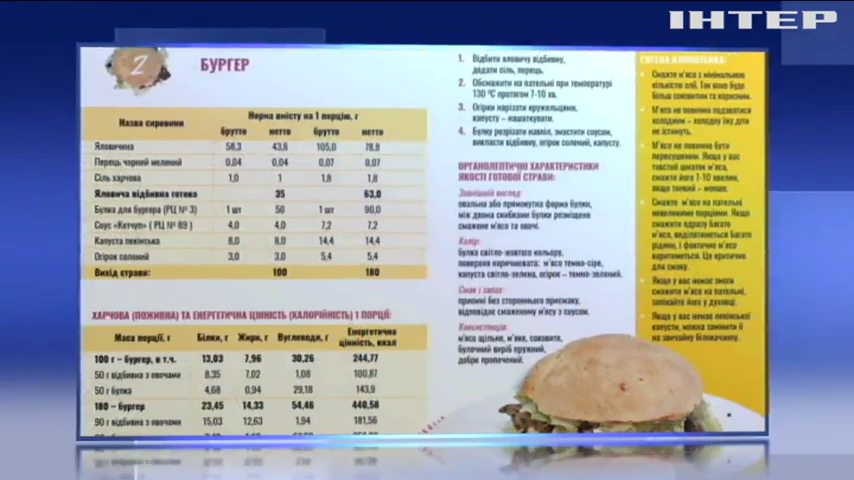 ІНТЕР
2
БУРГЕР
Назва сировини
Норма вмісту на 1 порцію, г
брутто нетто брутто нетто
Яловичина 58,3 43,8 105,0 78,8
Перець чорний мелений 0,04 0,04 0,07 0,07
Сіль харчова 1,0 1 1,8 1,8
Яловича відбивна готова 35 63,0
Булка для бургера (РЦ № 3) 1 шт 50 1 шт 90,0
Соус «Кетчуп» ( РЦ № 89 ) 4,0 4,0 7,2 7,2
Капуста пекінська 8,0 8,0 14,4 14,4
Огірок солений 3,0 3,0 5,4 5,4
Вихід страви: 100 180
ХАРЧОВА (ПОЖИВНА) ТА ЕНЕРГЕТИЧНА ЦІННІСТЬ (КАЛОРІЙНІСТЬ) 1 ПОРЦІЇ:
Маса порції, г Білки, г Жири, г Вуглеводи, г Енергетична
цінність, ккал
100 г – бургер, в т.ч. 13,03 7,96 30,26 244,77
50 г відбивна з овочами 8,35 7,02 1,08 100,87
50 г булка 4,68 0,94 29,18 143,9
180 – бургер 23,45 14,33 54,46 440,58
90 г відбивна з овочами 15,03 12,63 1,94 181,56
1. Відбити яловичу відбивну,
додати сіль, перець.
2. Обсмажити на пательні при температурі
130 °C протягом 7-10 хв.
3. Огірки нарізати кружельцями,
капусту – нашаткувати.
4. Булку розрізати навпіл, змастити соусом,
викласти відбивну, огірок солений, капусту.
ОРГАНОЛЕПТИЧНІ ХАРАКТЕРИСТИКИ
ЯКОСТІ ГОТОВОЇ СТРАВИ:
Зовнішній вигляд:
овальна або прямокутна форма булки,
між двома скибками булки розміщене
смажене м'ясо та овочі.
Колір:
булка світло-жовтого кольору,
поверхня коричнювата; м'ясо темно-сіре,
капуста світло-зелена, огірок – темно-зелений.
Смак і запах:
приємні без стороннього присмаку,
відповідає смаженому м'ясу з соусом.
Консистенція:
м'ясо щільне, м'яке, соковите,
булочний виріб пружний,
добре пропечений.
• Смажте м'ясо з мінімальною
кількістю олії. Так воно буде
більш соковитим та корисним.
• М'ясо не повинно подаватися
холодним – холодну їжу діти
не їстимуть.
• М'ясо не повинно бути
пересушеним. Якщо у вас
товстий шматок м'яса,
смажте його 7-10 хвилин,
якщо тонкий – менше.
• Смажте м'ясо на пательні
невеликими порціями. Якщо
смажити одразу багато
м'яса, виділятиметься багато
рідини, і фактично м'ясо
варитиметься. Це критично
для смаку.
• Якщо у вас немає змоги
смажити м'ясо на пательні,
запікайте його у духовці.
• Якщо у вас немає пекінської
капусти, можна замінити її
на звичайну білокачанну.